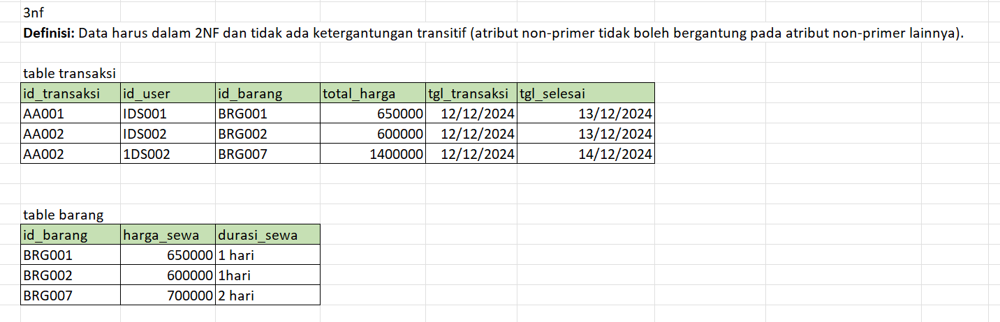 3nf
Definisi: Data harus dalam 2NF dan tidak ada ketergantungan transitif (atribut non-primer tidak boleh bergantung pada atribut non-primer lainnya).
table transaksi
id_transaksi id_user id_barang total_harga tgl_transaksi tgl_selesai
AA001 IDS001 BRG001 650000 12/12/2024 13/12/2024
AA002 IDS002 BRG002 600000 12/12/2024 13/12/2024
AA002 1DS002 BRG007 1400000 12/12/2024 14/12/2024
table barang
id_barang harga_sewa durasi_sewa
BRG001 650000 1 hari
BRG002 600000 1hari
BRG007 700000 2 hari